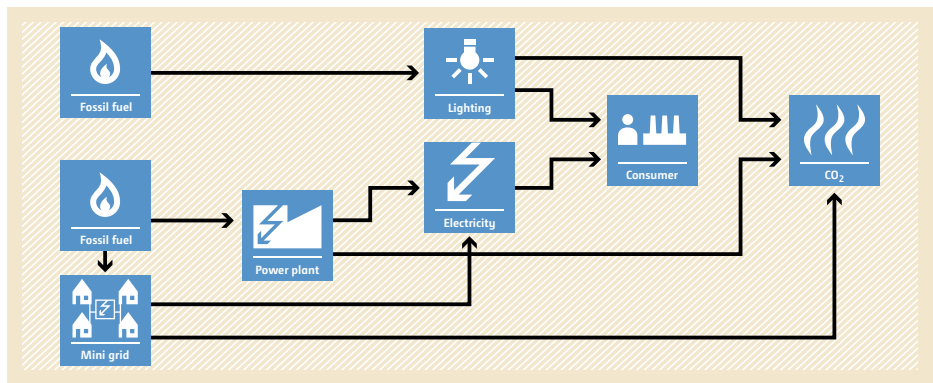 Fossil fuel
Lighting
Consumer
CO₂
Fossil fuel
Electricity
Power plant
Mini grid